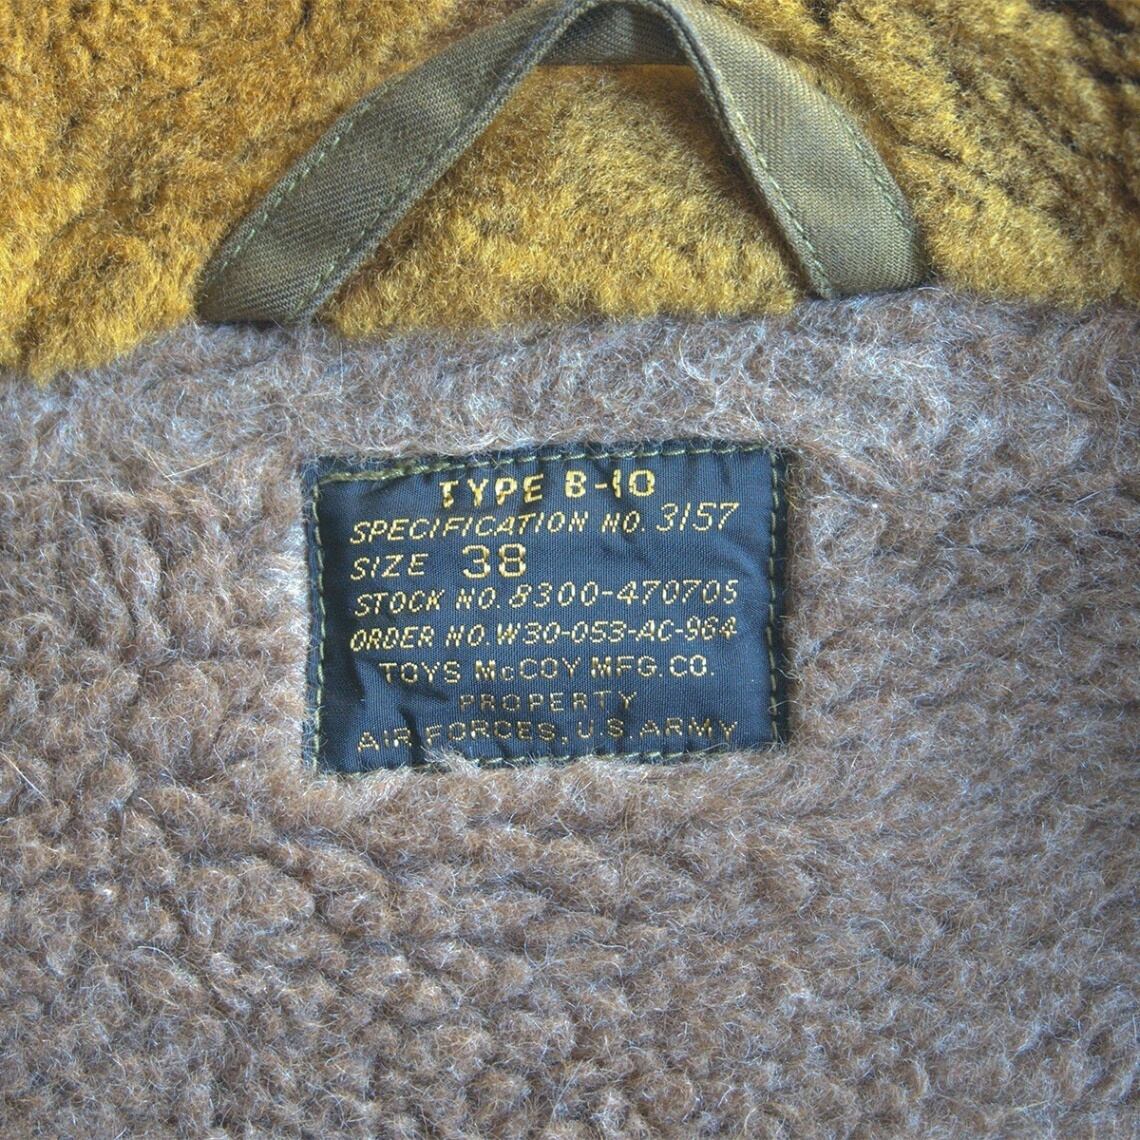 TYPE B-10
SPECIFICATION NO. 3157
SIZE 38
STOCK NO. 8300-470705
ORDER NO. W30-053-AC-964
TOYS McCOY MFG. CO.
PROPERTY
AIR FORCES, U.S. ARMY